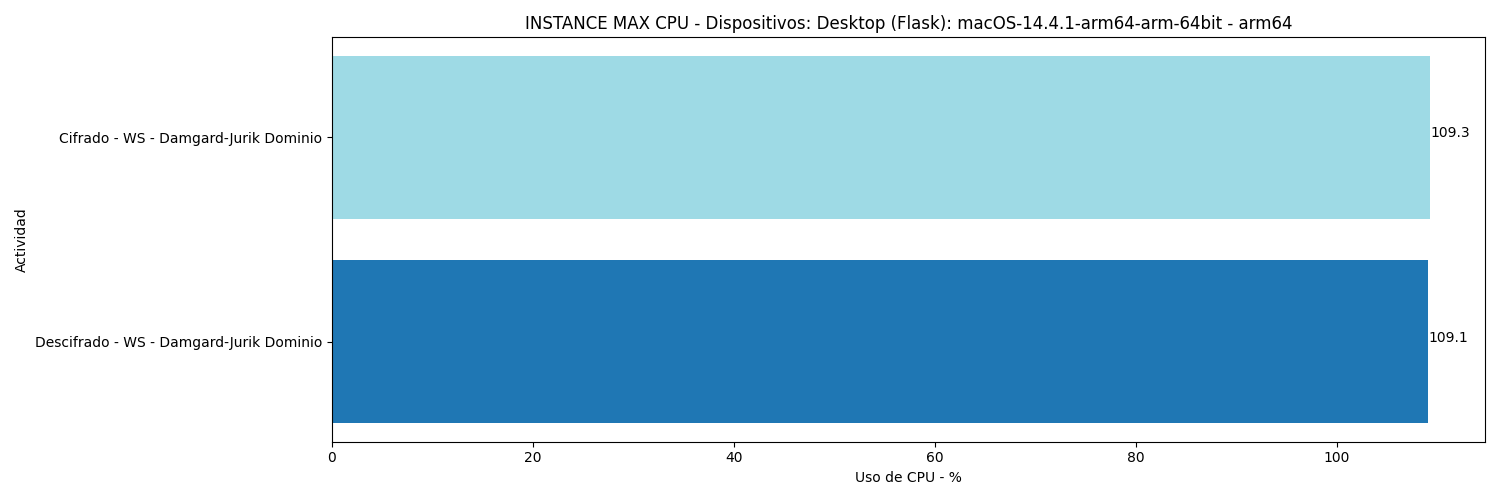 INSTANCE MAX CPU - Dispositivos: Desktop (Flask): macOS-14.4.1-arm64-arm-64bit - arm64
Actividad
Cifrado - WS - Damgard-Jurik Dominio
109.3
Descifrado - WS - Damgard-Jurik Dominio
109.1
0 20 40 60 80 100
Uso de CPU - %